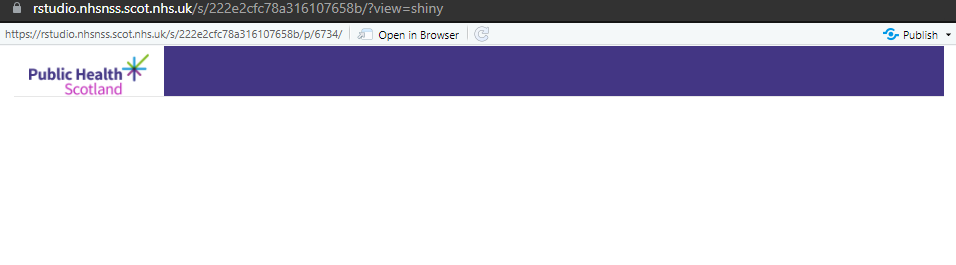 rstudio.nhsnss.scot.nhs.uk/s/222e2cfc78a316107658b/?view=shiny
https://rstudio.nhsnss.scot.nhs.uk/s/222e2cfc78a316107658b/p/6734/ Open in Browser Publish
Public Health
Scotland